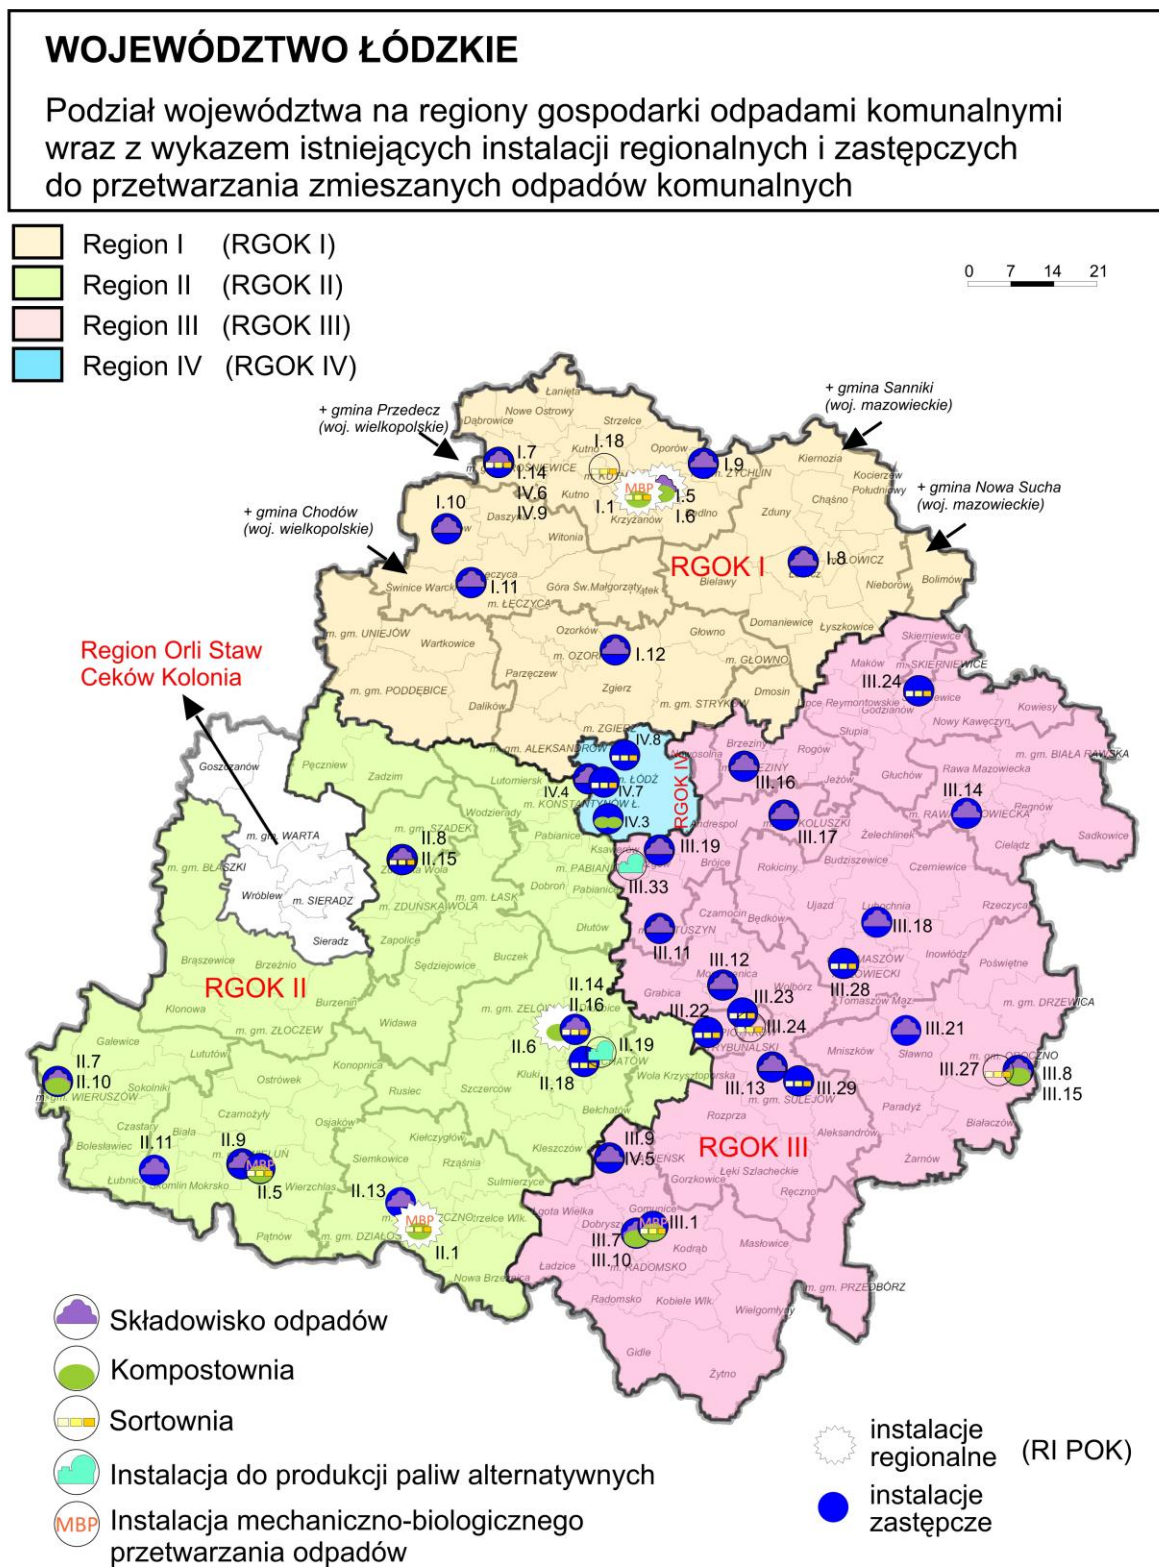 WOJEWÓDZTWO ŁÓDZKIE
Podział województwa na regiony gospodarki odpadami komunalnymi
wraz z wykazem istniejących instalacji regionalnych i zastępczych
do przetwarzania zmieszanych odpadów komunalnych
Region I (RGOK I)
Region II (RGOK II)
Region III (RGOK III)
Region IV (RGOK IV)
0 7 14 21
+ gmina Przedecz
(woj. wielkopolskie)
+ gmina Sanniki
(woj. mazowieckie)
+ gmina Chodów
(woj. wielkopolskie)
+ gmina Nowa Sucha
(woj. mazowieckie)
Region Orli Staw
Ceków Kolonia
Łanięta
Nowe Ostrowy
Dąbrowice
Strzelce
Kutno
Oporów
m. ŻYCHLIN
Kiernozia
Kocierzew
Południowy
Chąśno
Zduny
Kutno
Krzyżanów
Daszyna
Witonia
Bielawy
Nieborów
Bolimów
Świnice Warckie
m. ŁĘCZYCA
Góra Św.Małgorzaty
Domaniewice
Łyszkowice
m. gm. UNIEJÓW
Wartkowice
Ozorków
Głowno
m. GŁOWNO
Parzęczew
Zgierz
m. gm. PODDĘBICE
Dalików
m. gm. STRYKÓW
Dmosin
m. ZGIERZ
m. gm. ALEKSANDRÓW
I.7
I.14
IV.6
IV.9
I.18
I.9
I.1
I.5
I.6
I.10
I.11
I.8
I.12
RGOK I
MBP
Skierniewice
Maków
m. SKIERNIEWICE
Godzianów
Nowy Kawęczyn
Kowiesy
Słupia
m. gm. BIAŁA RAWSKA
Głuchów
Rawa Mazowiecka
Regnów
Sadkowice
Cielądz
Nowosolna
Brzeziny
Rogów
Jeżów
Żelechlinek
Andrespol
Brójce
Rokiciny
Budziszewice
Czerniewice
Rzeczyca
Ujazd
Lubochnia
Czarnocin
Będków
Inowłódz
Poświętne
Wolbórz
Grabica
Tomaszów Maz.
m. gm. DRZEWICA
Mniszków
Sławno
Białaczów
Paradyż
Żarnów
Aleksandrów
m. gm. SULEJÓW
Rozprza
Wola Krzysztoporska
Łęki Szlacheckie
Ręczno
Gorzkowice
Masłowice
m. gm. PRZEDBÓRZ
Lgota Wielka
Gomunice
Kodrąb
Ładzice
m. RADOMSKO
Radomsko
Kobiele Wlk.
Wielgomłyny
Gidle
Żytno
III.24
III.16
III.17
III.14
III.19
III.33
III.11
III.18
III.12
III.28
III.22
III.23
III.24
III.21
III.13
III.29
III.27
III.8
III.15
III.9
IV.5
III.1
III.7
III.10
RGOK III
MBP
RGOK IV
IV.8
IV.4
IV.7
IV.3
m. ŁÓDŹ
m. KONSTANTYNÓW Ł.
Goszczanów
m. gm. WARTA
Wróblew
m. SIERADZ
Sieradz
Pęczniew
Zadzim
Lutomiersk
Wodzierady
m. gm. SZADEK
Pabianice
Ksawerów
m. gm. BŁASZKI
m. ZDUŃSKA WOLA
m. gm. ŁASK
Dobroń
Pabianice
Dłutów
Zapolice
Sędziejowice
Buczek
Brąszewice
Brzeźnio
Klonowa
Burzenin
m. gm. ZŁOCZEW
Widawa
m. gm. ZELÓW
Galewice
Lututów
Konopnica
Kluki
Sokolniki
Ostrówek
Rusiec
Szczerców
m. gm. WIERUSZÓW
Czarnożyły
Osjaków
Bełchatów
Czastary
Biała
Kiełczygłów
Kleszczów
Bolesławiec
Siemkowice
Rząśnia
Łubnice
Skomlin
Mokrsko
Wierzchlas
Sulmierzyce
Pątnów
Strzelce Wlk.
Nowa Brzeźnica
II.8
II.15
II.14
II.16
II.6
II.19
II.18
II.7
II.10
II.11
II.9
II.5
II.13
II.1
RGOK II
MBP
MBP
Składowisko odpadów
Kompostownia
Sortownia
Instalacja do produkcji paliw alternatywnych
MBP Instalacja mechaniczno-biologicznego
przetwarzania odpadów
instalacje
regionalne (RI POK)
instalacje
zastępcze